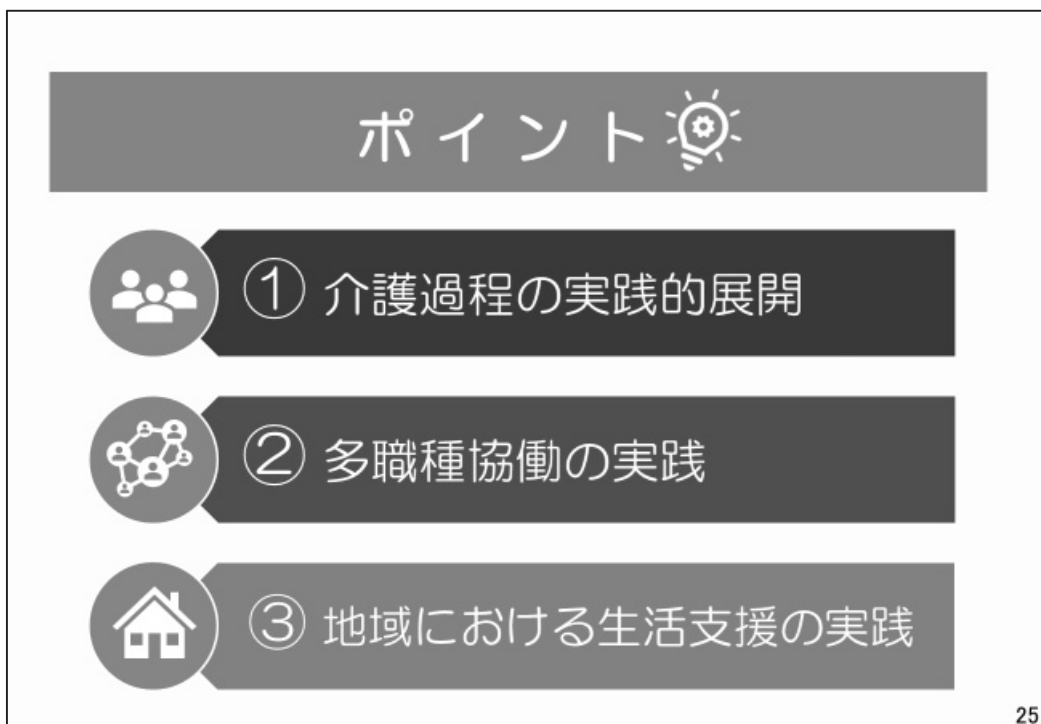 ポイント
① 介護過程の実践的展開
② 多職種協働の実践
③ 地域における生活支援の実践
25